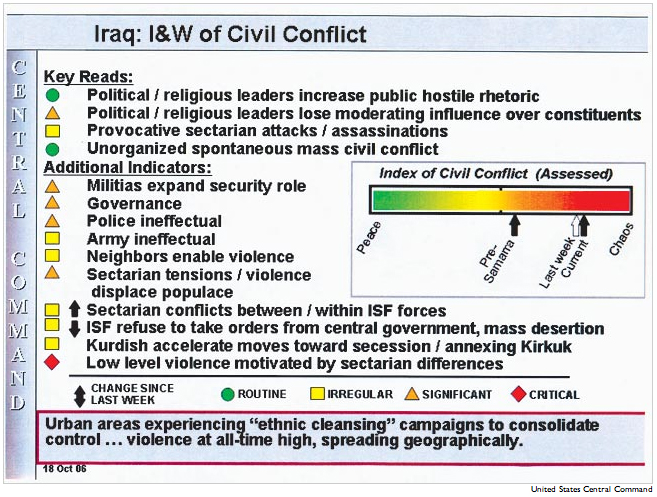 Iraq: I&W of Civil Conflict
CENTRAL COMMAND
Key Reads:
Political / religious leaders increase public hostile rhetoric
Political / religious leaders lose moderating influence over constituents
Provocative sectarian attacks / assassinations
Unorganized spontaneous mass civil conflict
Additional Indicators:
Militias expand security role
Governance
Police ineffectual
Army ineffectual
Neighbors enable violence
Sectarian tensions / violence
displace populace
Sectarian conflicts between / within ISF forces
ISF refuse to take orders from central government, mass desertion
Kurdish accelerate moves toward secession / annexing Kirkuk
Low level violence motivated by sectarian differences
Index of Civil Conflict (Assessed)
Peace
Pre-
Samarra
Last week
Current
Chaos
CHANGE SINCE
LAST WEEK
ROUTINE
IRREGULAR
SIGNIFICANT
CRITICAL
Urban areas experiencing “ethnic cleansing” campaigns to consolidate
control ... violence at all-time high, spreading geographically.
18 Oct 06
United States Central Command